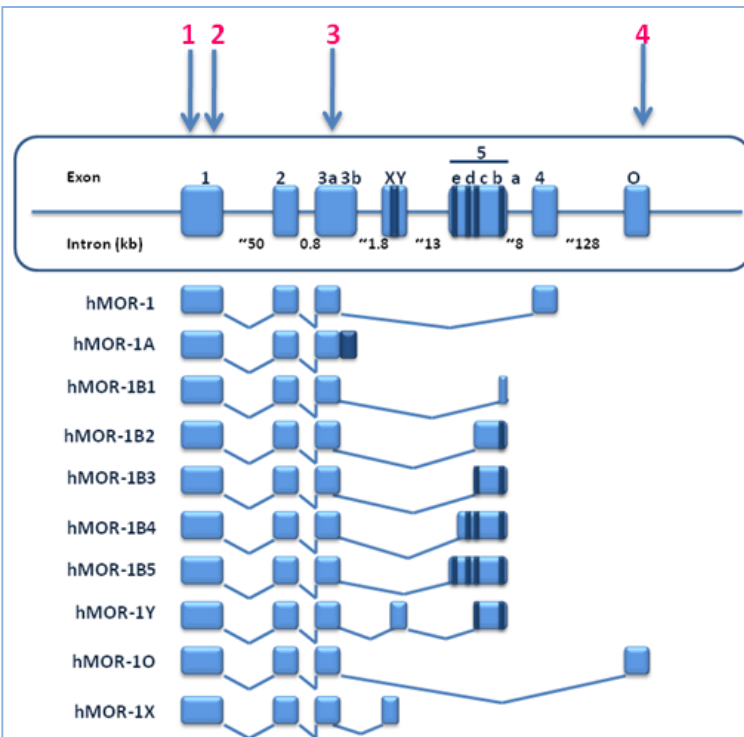 1 2 3 4
5
Exon 1 2 3a 3b X Y e d c b a 4 O
Intron (kb) ~50 0.8 ~1.8 ~13 ~8 ~128
hMOR-1
hMOR-1A
hMOR-1B1
hMOR-1B2
hMOR-1B3
hMOR-1B4
hMOR-1B5
hMOR-1Y
hMOR-1O
hMOR-1X